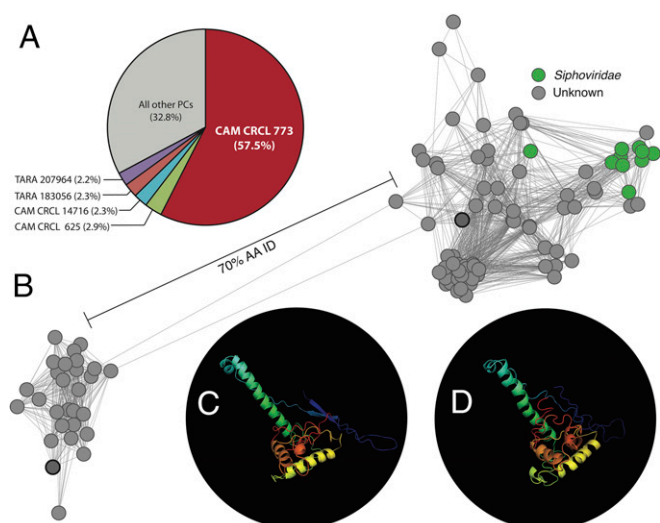 A
All other PCs
(32.8%)
CAM CRCL 773
(57.5%)
TARA 207964 (2.2%)
TARA 183056 (2.3%)
CAM CRCL 14716 (2.3%)
CAM CRCL 625 (2.9%)
Siphoviridae
Unknown
70% AA ID
B
C
D